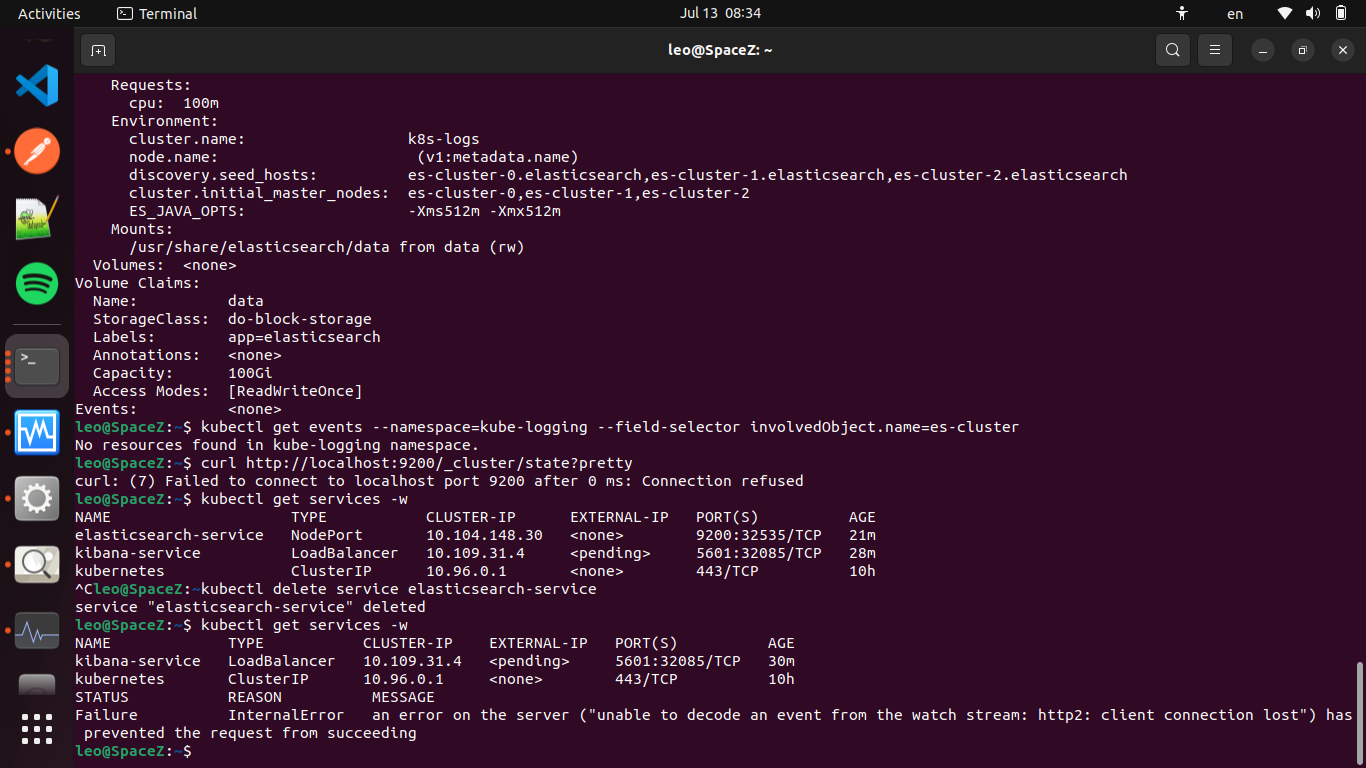 Activities
Terminal
Jul 13 08:34
en
leo@SpaceZ: ~
Requests:
cpu: 100m
Environment:
cluster.name: k8s-logs
node.name: (v1:metadata.name)
discovery.seed_hosts: es-cluster-0.elasticsearch,es-cluster-1.elasticsearch,es-cluster-2.elasticsearch
cluster.initial_master_nodes: es-cluster-0,es-cluster-1,es-cluster-2
ES_JAVA_OPTS: -Xms512m -Xmx512m
Mounts:
/usr/share/elasticsearch/data from data (rw)
Volumes: <none>
Volume Claims:
Name: data
StorageClass: do-block-storage
Labels: app=elasticsearch
Annotations: <none>
Capacity: 100Gi
Access Modes: [ReadWriteOnce]
Events: <none>
leo@SpaceZ:~$ kubectl get events --namespace=kube-logging --field-selector involvedObject.name=es-cluster
No resources found in kube-logging namespace.
leo@SpaceZ:~$ curl http://localhost:9200/_cluster/state?pretty
curl: (7) Failed to connect to localhost port 9200 after 0 ms: Connection refused
leo@SpaceZ:~$ kubectl get services -w
NAME TYPE CLUSTER-IP EXTERNAL-IP PORT(S) AGE
elasticsearch-service NodePort 10.104.148.30 <none> 9200:32535/TCP 21m
kibana-service LoadBalancer 10.109.31.4 <pending> 5601:32085/TCP 28m
kubernetes ClusterIP 10.96.0.1 <none> 443/TCP 10h
^Cleo@SpaceZ:~kubectl delete service elasticsearch-service
service "elasticsearch-service" deleted
leo@SpaceZ:~$ kubectl get services -w
NAME TYPE CLUSTER-IP EXTERNAL-IP PORT(S) AGE
kibana-service LoadBalancer 10.109.31.4 <pending> 5601:32085/TCP 30m
kubernetes ClusterIP 10.96.0.1 <none> 443/TCP 10h
STATUS REASON MESSAGE
Failure InternalError an error on the server ("unable to decode an event from the watch stream: http2: client connection lost") has
prevented the request from succeeding
leo@SpaceZ:~$